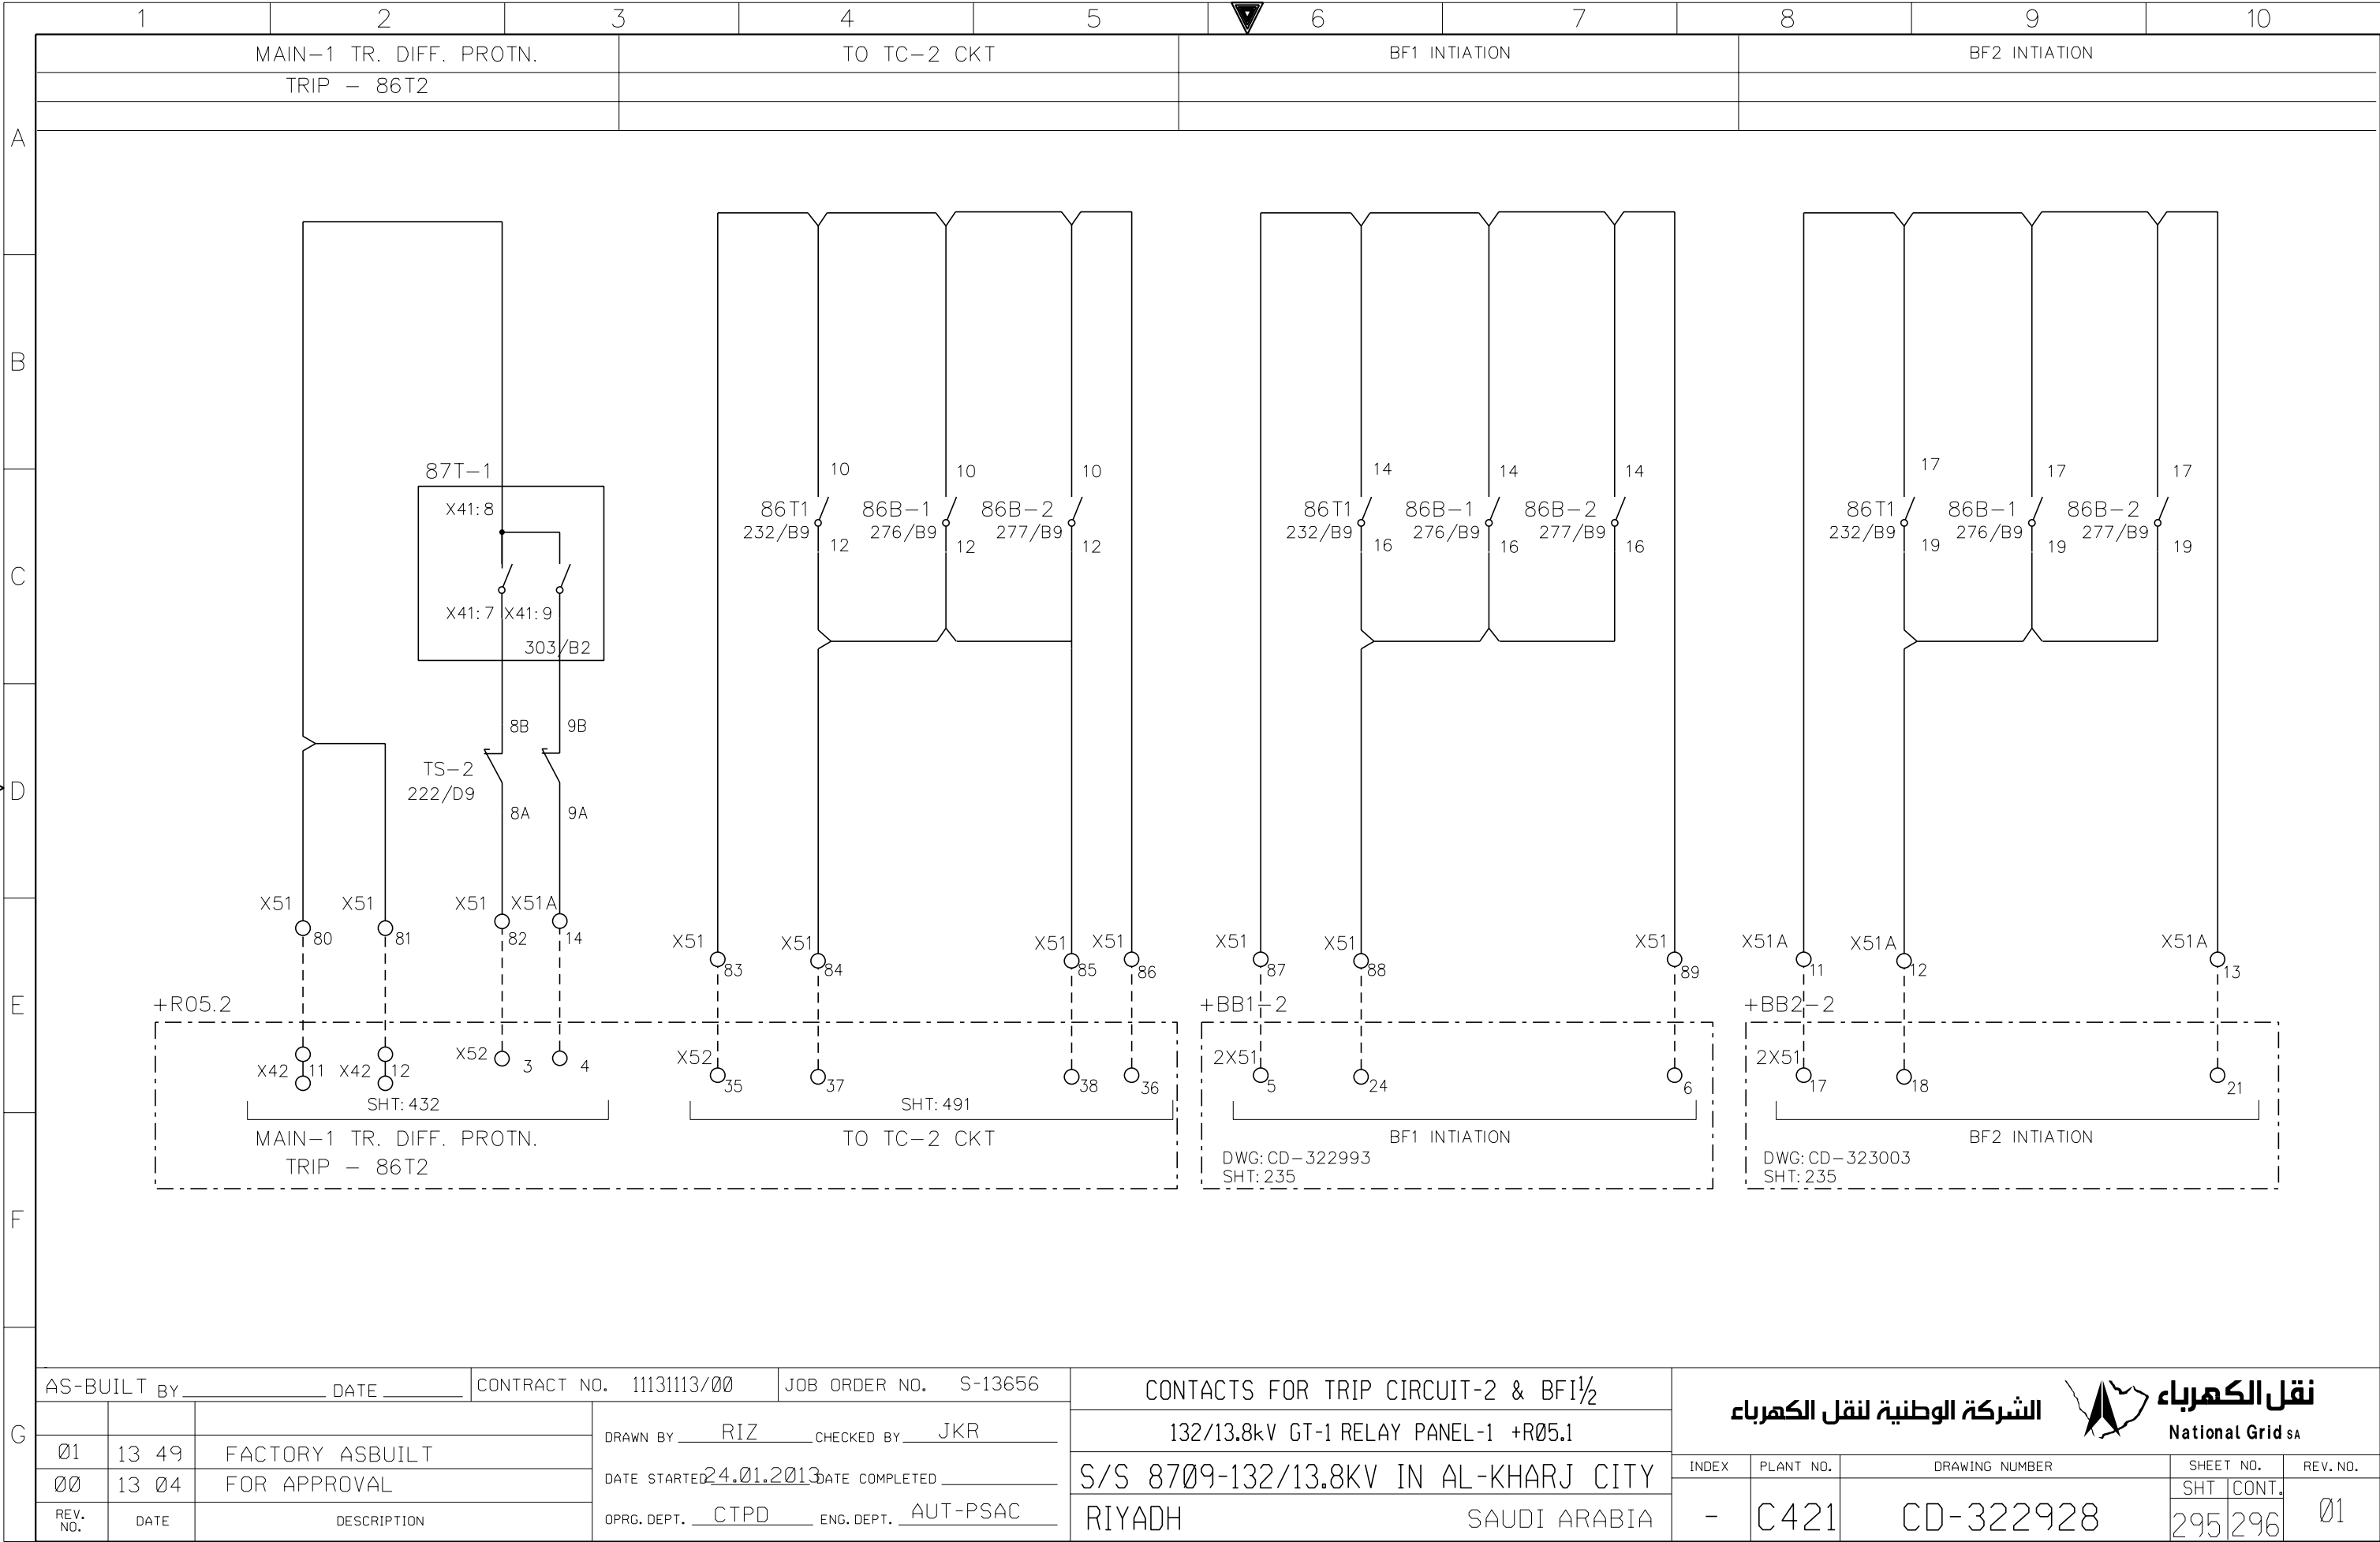 1 2 3 4 5 6 7 8 9 10
MAIN-1 TR. DIFF. PROTN. TO TC-2 CKT BF1 INTIATION BF2 INTIATION
TRIP - 86T2
A
B
C
D
E
F
G
87T-1
X41:8
X41:7 X41:9
303/B2
8B 9B
TS-2
222/D9
8A 9A
10 10 10
86T1 86B-1 86B-2
232/B9 276/B9 277/B9
12 12 12
14 14 14
86T1 86B-1 86B-2
232/B9 276/B9 277/B9
16 16 16
17 17 17
86T1 86B-1 86B-2
232/B9 276/B9 277/B9
19 19 19
X51 X51 X51 X51A
80 81 82 14
X51 X51 X51 X51
83 84 85 86
X51 X51 X51
87 88 89
X51A X51A X51A
11 12 13
+R05.2
X42 11 X42 12 X52 3 4
SHT:432
MAIN-1 TR. DIFF. PROTN.
TRIP - 86T2
X52
35 37 38 36
SHT:491
TO TC-2 CKT
+BB1-2
2X51
5 24 6
BF1 INTIATION
DWG:CD-322993
SHT:235
+BB2-2
2X51
17 18 21
BF2 INTIATION
DWG:CD-323003
SHT:235
AS-BUILT BY DATE
CONTRACT NO. 11131113/00
JOB ORDER NO. S-13656
01 13 49 FACTORY ASBUILT
00 13 04 FOR APPROVAL
REV. NO. DATE DESCRIPTION
DRAWN BY RIZ CHECKED BY JKR
DATE STARTED 24.01.2013 DATE COMPLETED
OPRG.DEPT. CTPD ENG.DEPT. AUT-PSAC
CONTACTS FOR TRIP CIRCUIT-2 & BFI½
132/13.8kV GT-1 RELAY PANEL-1 +R05.1
S/S 8709-132/13.8KV IN AL-KHARJ CITY
RIYADH SAUDI ARABIA
الشركة الوطنية لنقل الكهرباء
نقل الكهرباء
National Grid SA
INDEX PLANT NO. DRAWING NUMBER SHEET NO. REV.NO.
SHT CONT.
- C421 CD-322928 295 296 01